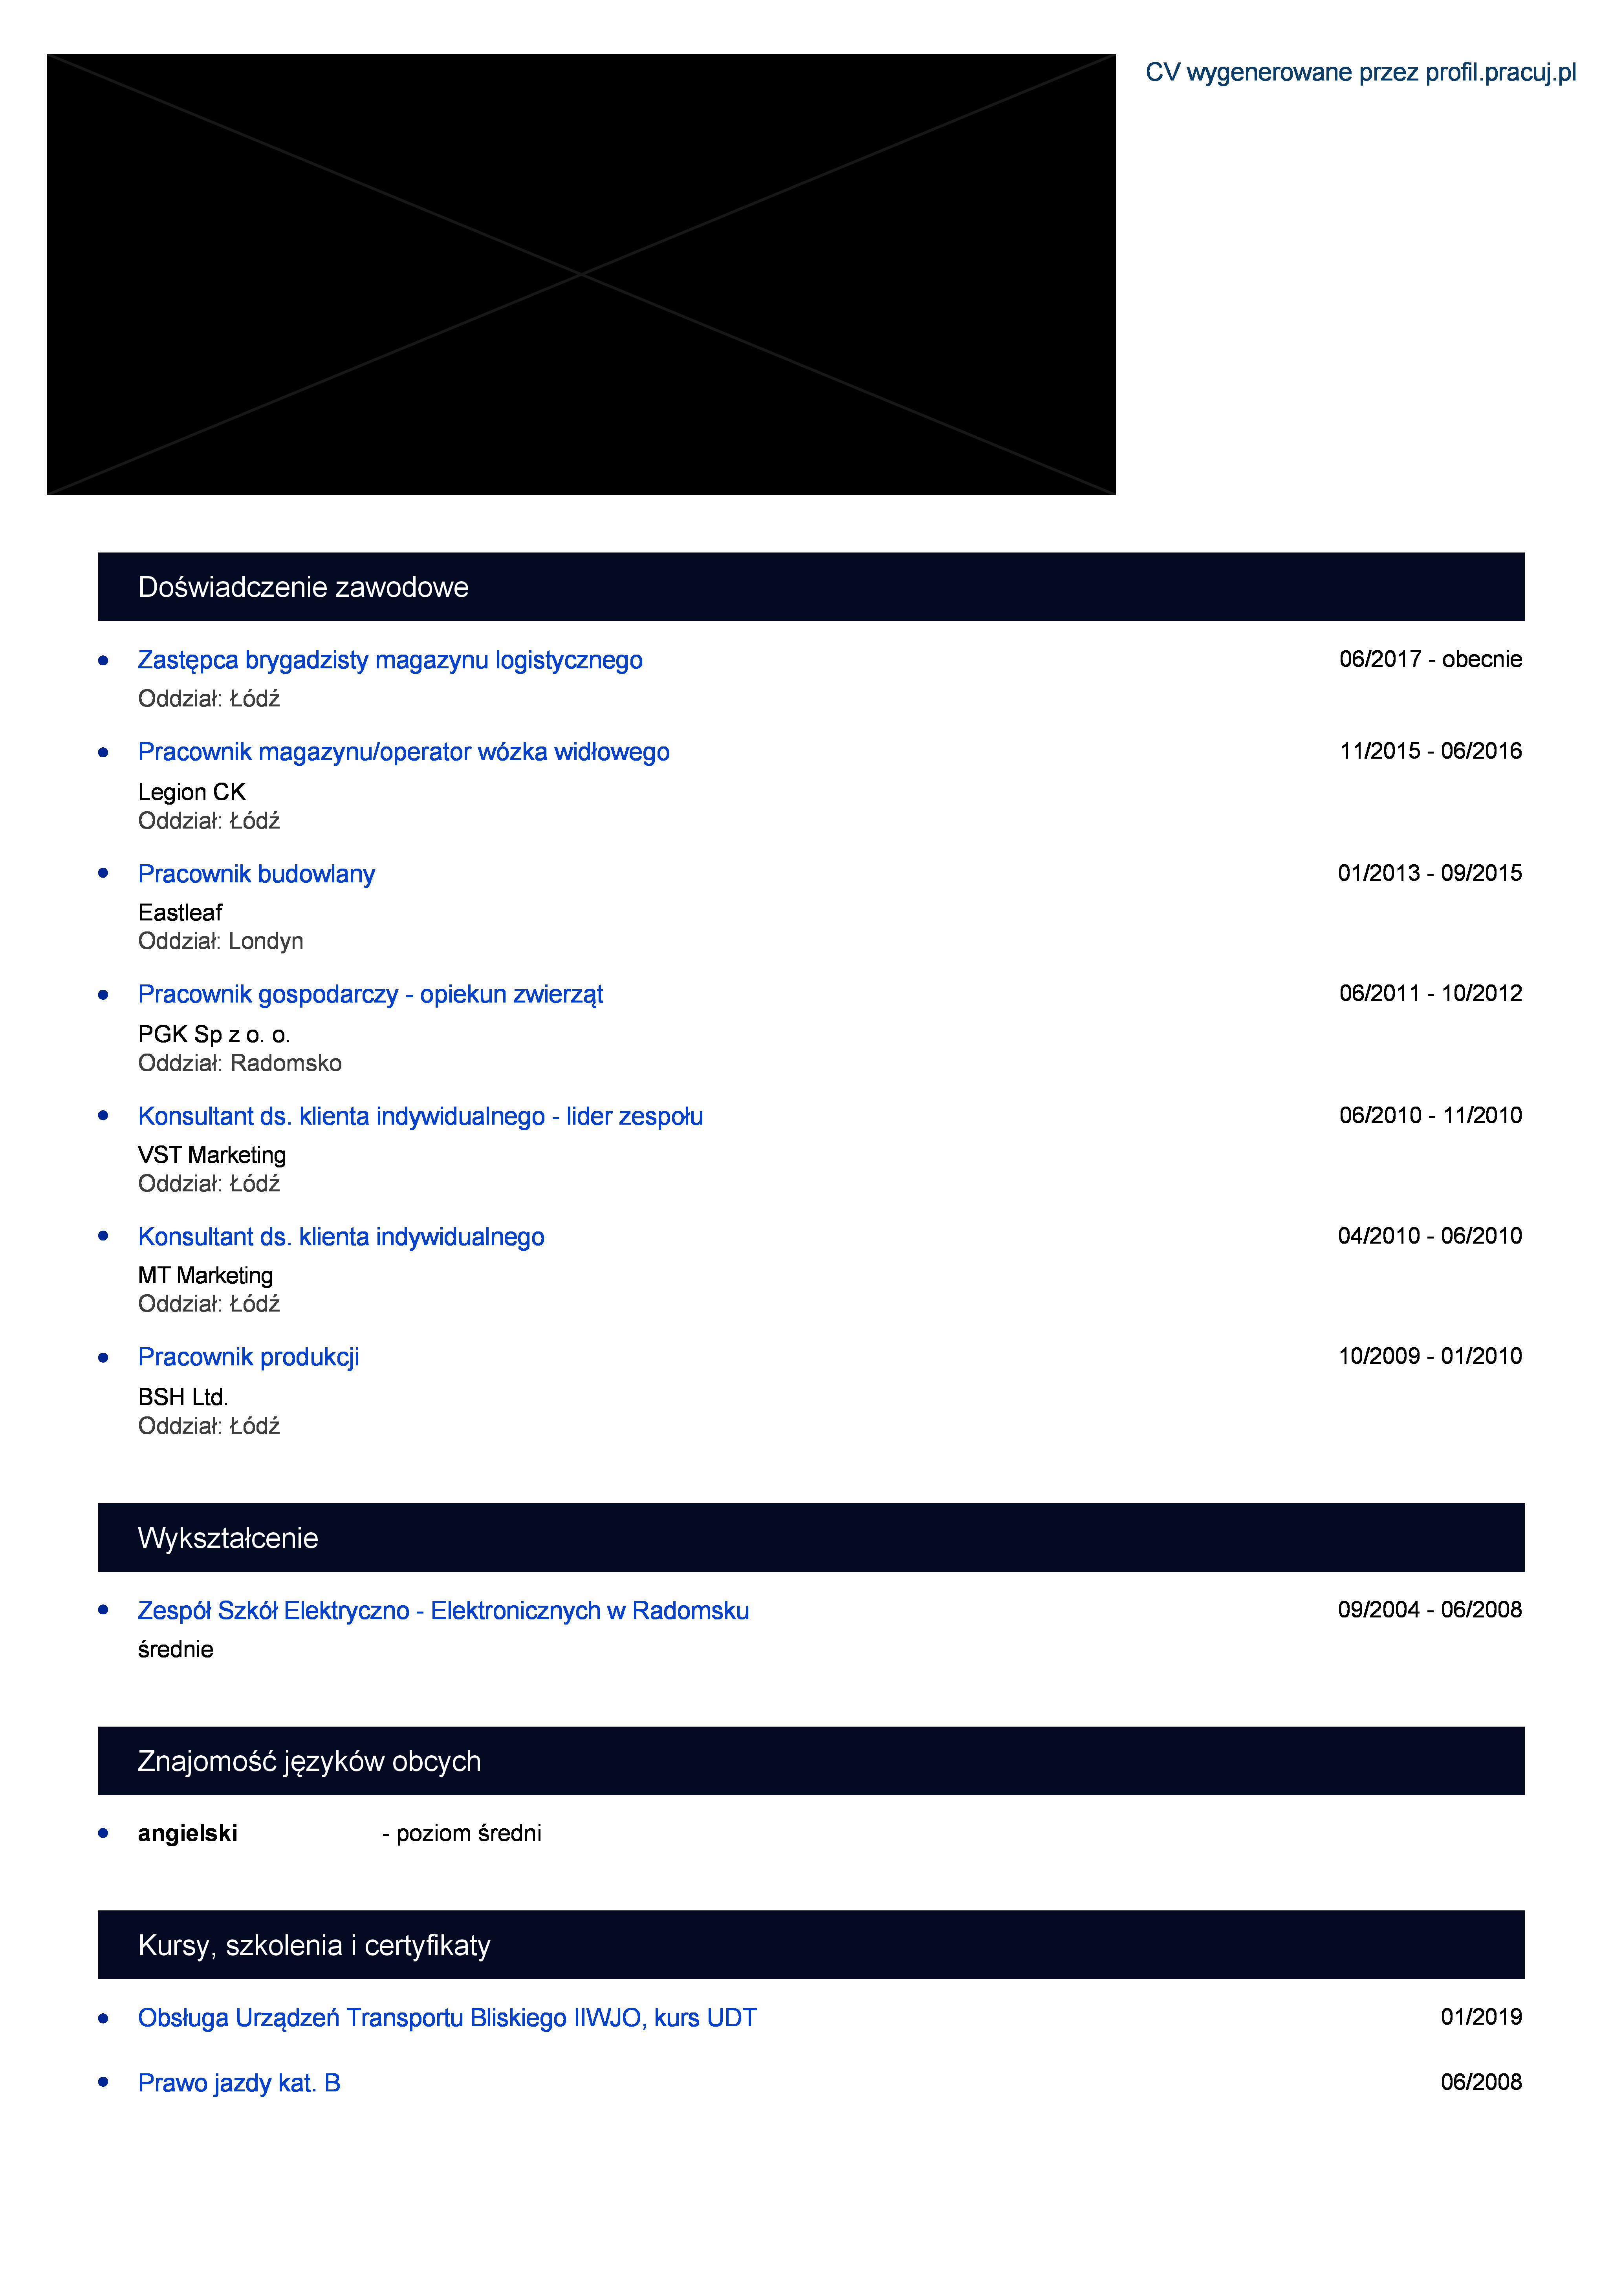 CV wygenerowane przez profil.pracuj.pl
Doświadczenie zawodowe
Zastępca brygadzisty magazynu logistycznego 06/2017 - obecnie
Oddział: Łódź
Pracownik magazynu/operator wózka widłowego 11/2015 - 06/2016
Legion CK
Oddział: Łódź
Pracownik budowlany 01/2013 - 09/2015
Eastleaf
Oddział: Londyn
Pracownik gospodarczy - opiekun zwierząt 06/2011 - 10/2012
PGK Sp z o. o.
Oddział: Radomsko
Konsultant ds. klienta indywidualnego - lider zespołu 06/2010 - 11/2010
VST Marketing
Oddział: Łódź
Konsultant ds. klienta indywidualnego 04/2010 - 06/2010
MT Marketing
Oddział: Łódź
Pracownik produkcji 10/2009 - 01/2010
BSH Ltd.
Oddział: Łódź
Wykształcenie
Zespół Szkół Elektryczno - Elektronicznych w Radomsku 09/2004 - 06/2008
średnie
Znajomość języków obcych
angielski - poziom średni
Kursy, szkolenia i certyfikaty
Obsługa Urządzeń Transportu Bliskiego IIWJO, kurs UDT 01/2019
Prawo jazdy kat. B 06/2008